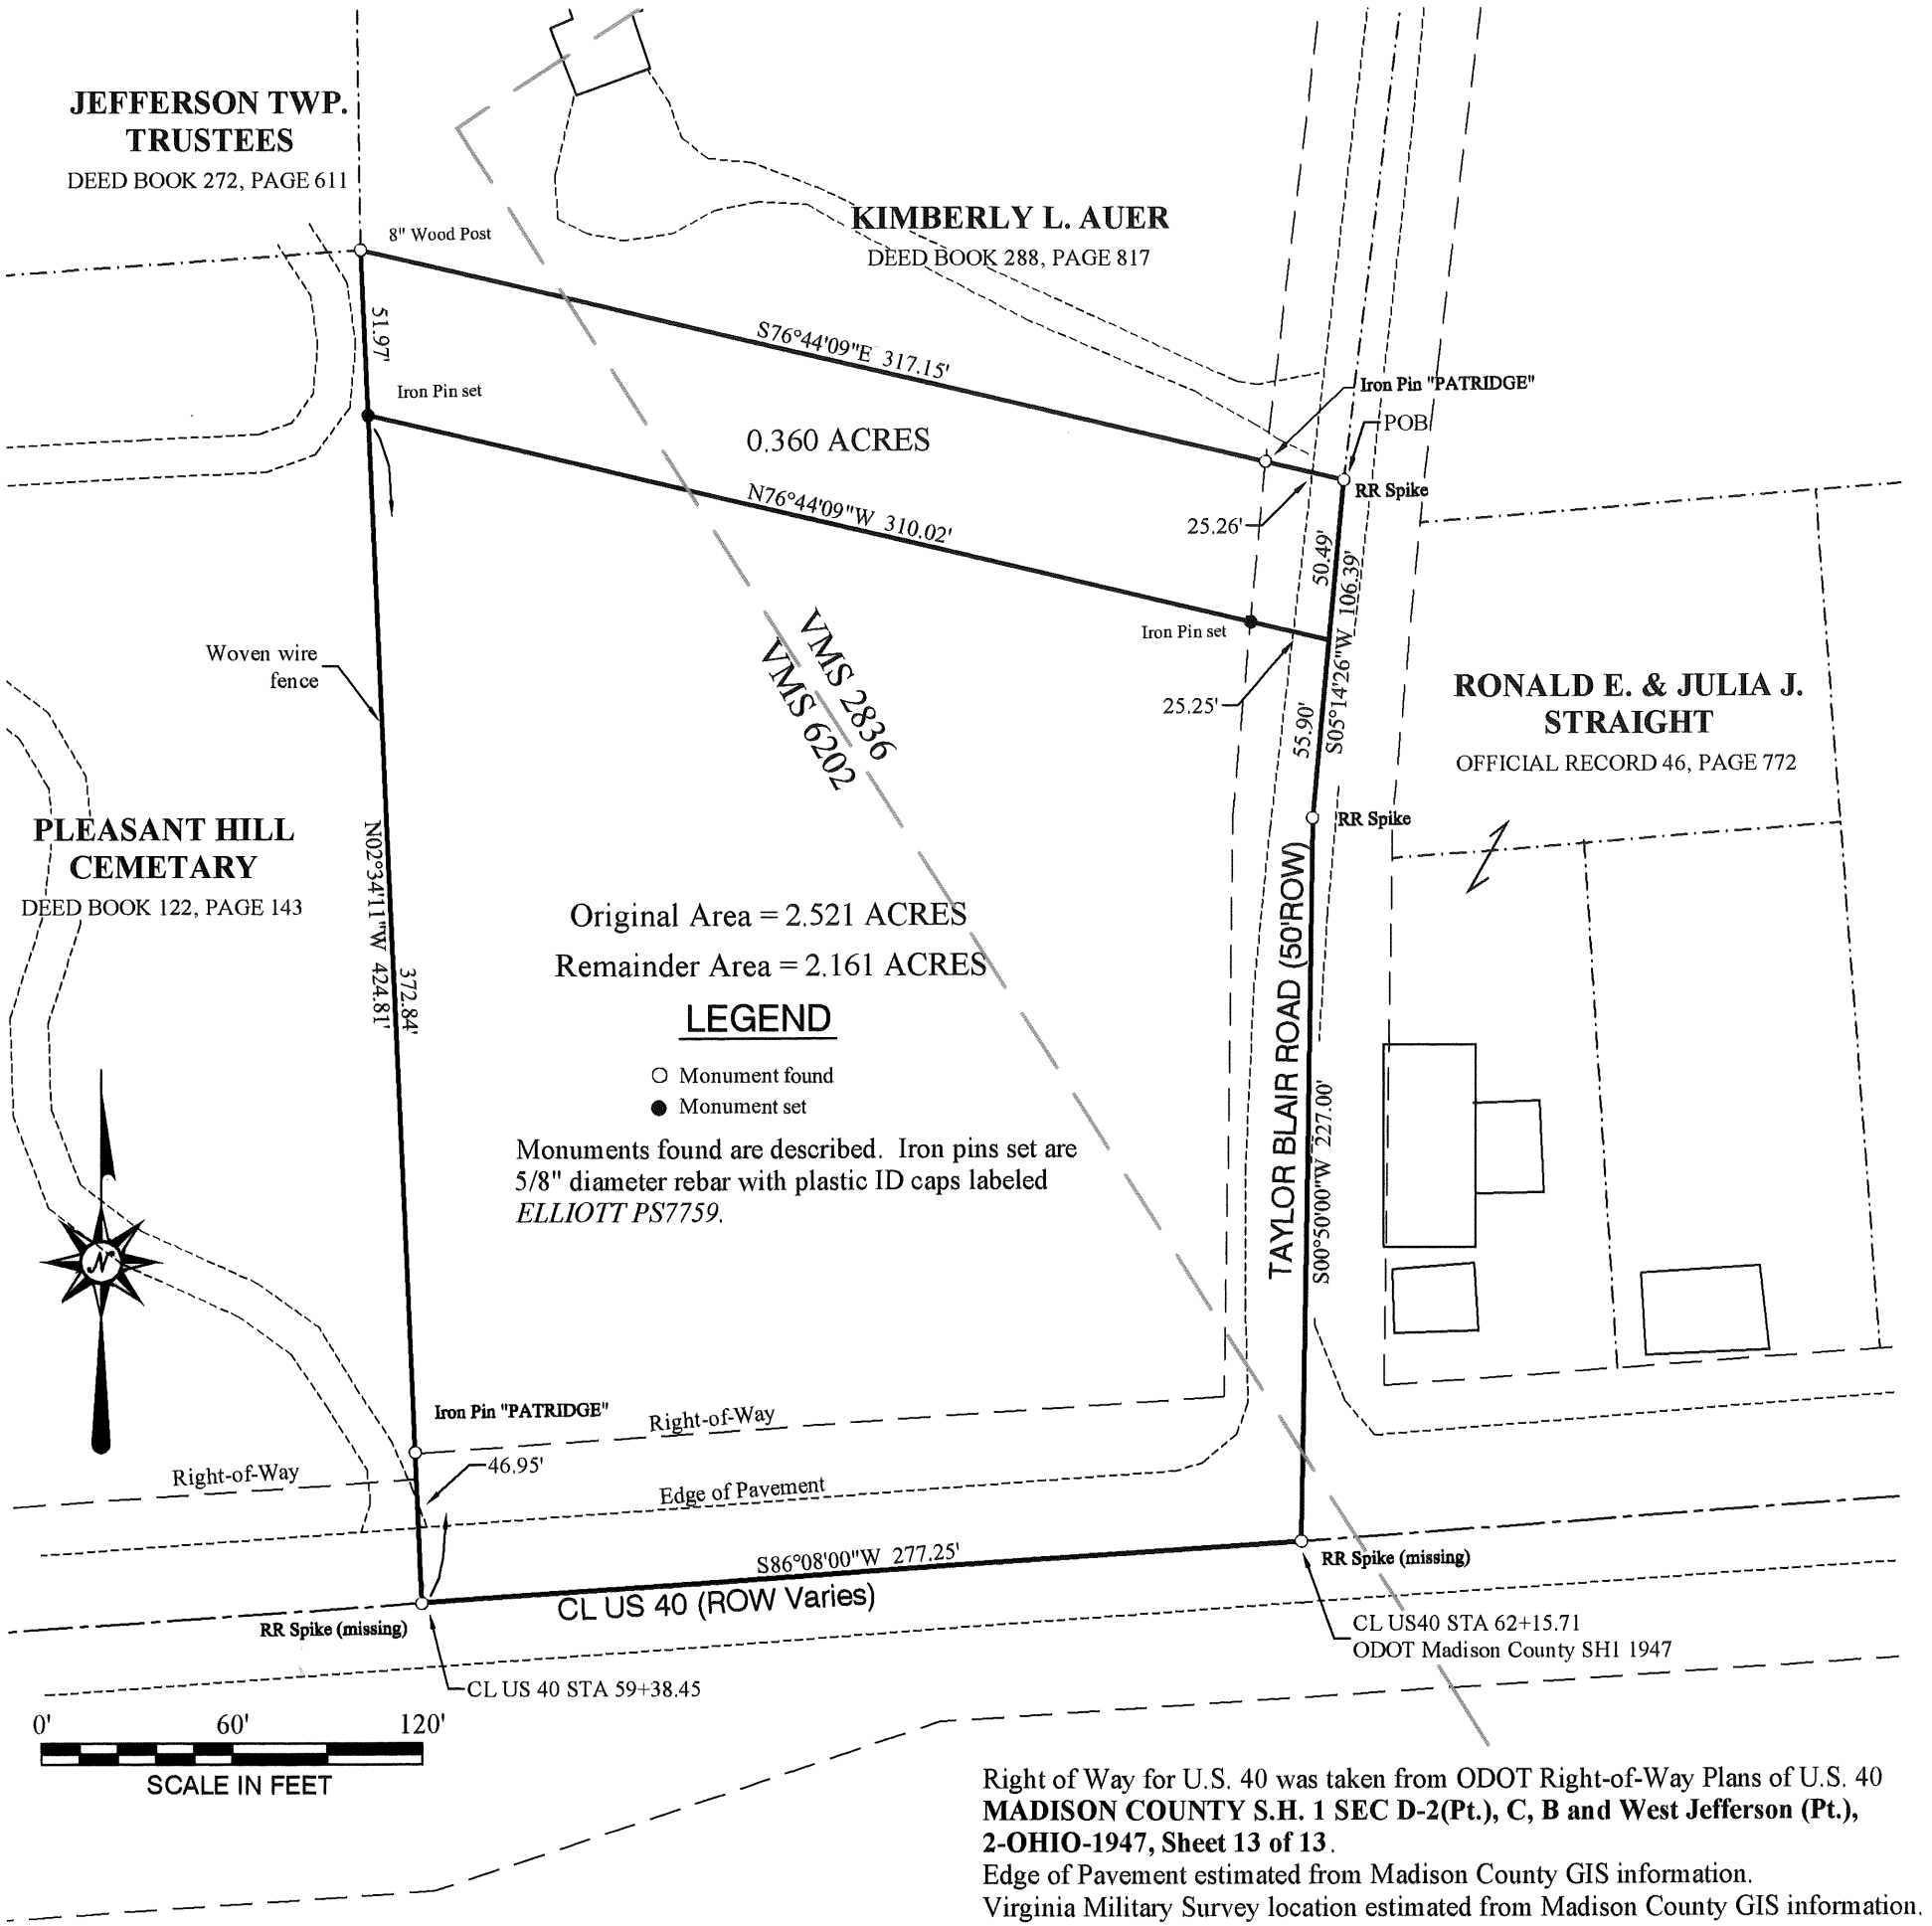 JEFFERSON TWP.
TRUSTEES
DEED BOOK 272, PAGE 611
8" Wood Post
KIMBERLY L. AUER
DEED BOOK 288, PAGE 817
51.97'
Iron Pin set
S76°44'09"E 317.15'
Iron Pin "PATRIDGE"
POB
0.360 ACRES
RR Spike
N76°44'09"W 310.02'
25.26'
50.49'
S05°14'26"W 106.39'
Iron Pin set
25.25'
55.90'
VMS 2836
VMS 6202
Woven wire
fence
RONALD E. & JULIA J.
STRAIGHT
OFFICIAL RECORD 46, PAGE 772
RR Spike
PLEASANT HILL
CEMETARY
DEED BOOK 122, PAGE 143
N02°34'11"W 424.81'
372.84'
Original Area = 2.521 ACRES
Remainder Area = 2.161 ACRES
LEGEND
Monument found
Monument set
Monuments found are described. Iron pins set are
5/8" diameter rebar with plastic ID caps labeled
ELLIOTT PS7759.
TAYLOR BLAIR ROAD (50'ROW)
S00°50'00"W 227.00'
N
Iron Pin "PATRIDGE"
Right-of-Way
46.95'
Right-of-Way
Edge of Pavement
S86°08'00"W 277.25'
RR Spike (missing)
CL US 40 (ROW Varies)
RR Spike (missing)
CL US40 STA 62+15.71
ODOT Madison County SH1 1947
CL US 40 STA 59+38.45
0' 60' 120'
SCALE IN FEET
Right of Way for U.S. 40 was taken from ODOT Right-of-Way Plans of U.S. 40
MADISON COUNTY S.H. 1 SEC D-2(Pt.), C, B and West Jefferson (Pt.),
2-OHIO-1947, Sheet 13 of 13.
Edge of Pavement estimated from Madison County GIS information.
Virginia Military Survey location estimated from Madison County GIS information.